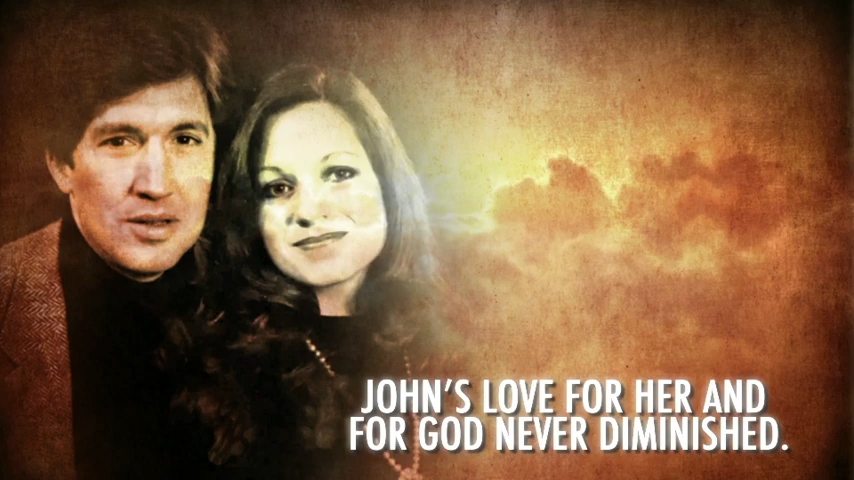 JOHN'S LOVE FOR HER AND
FOR GOD NEVER DIMINISHED.